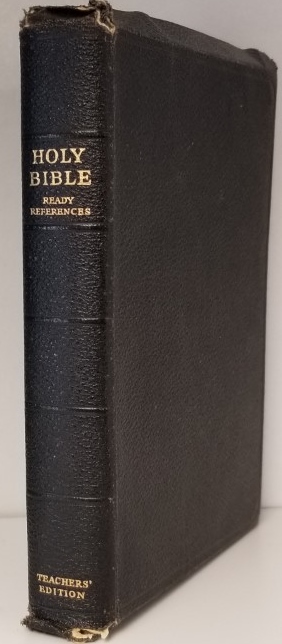 HOLY
BIBLE
READY
REFERENCES
TEACHERS'
EDITION